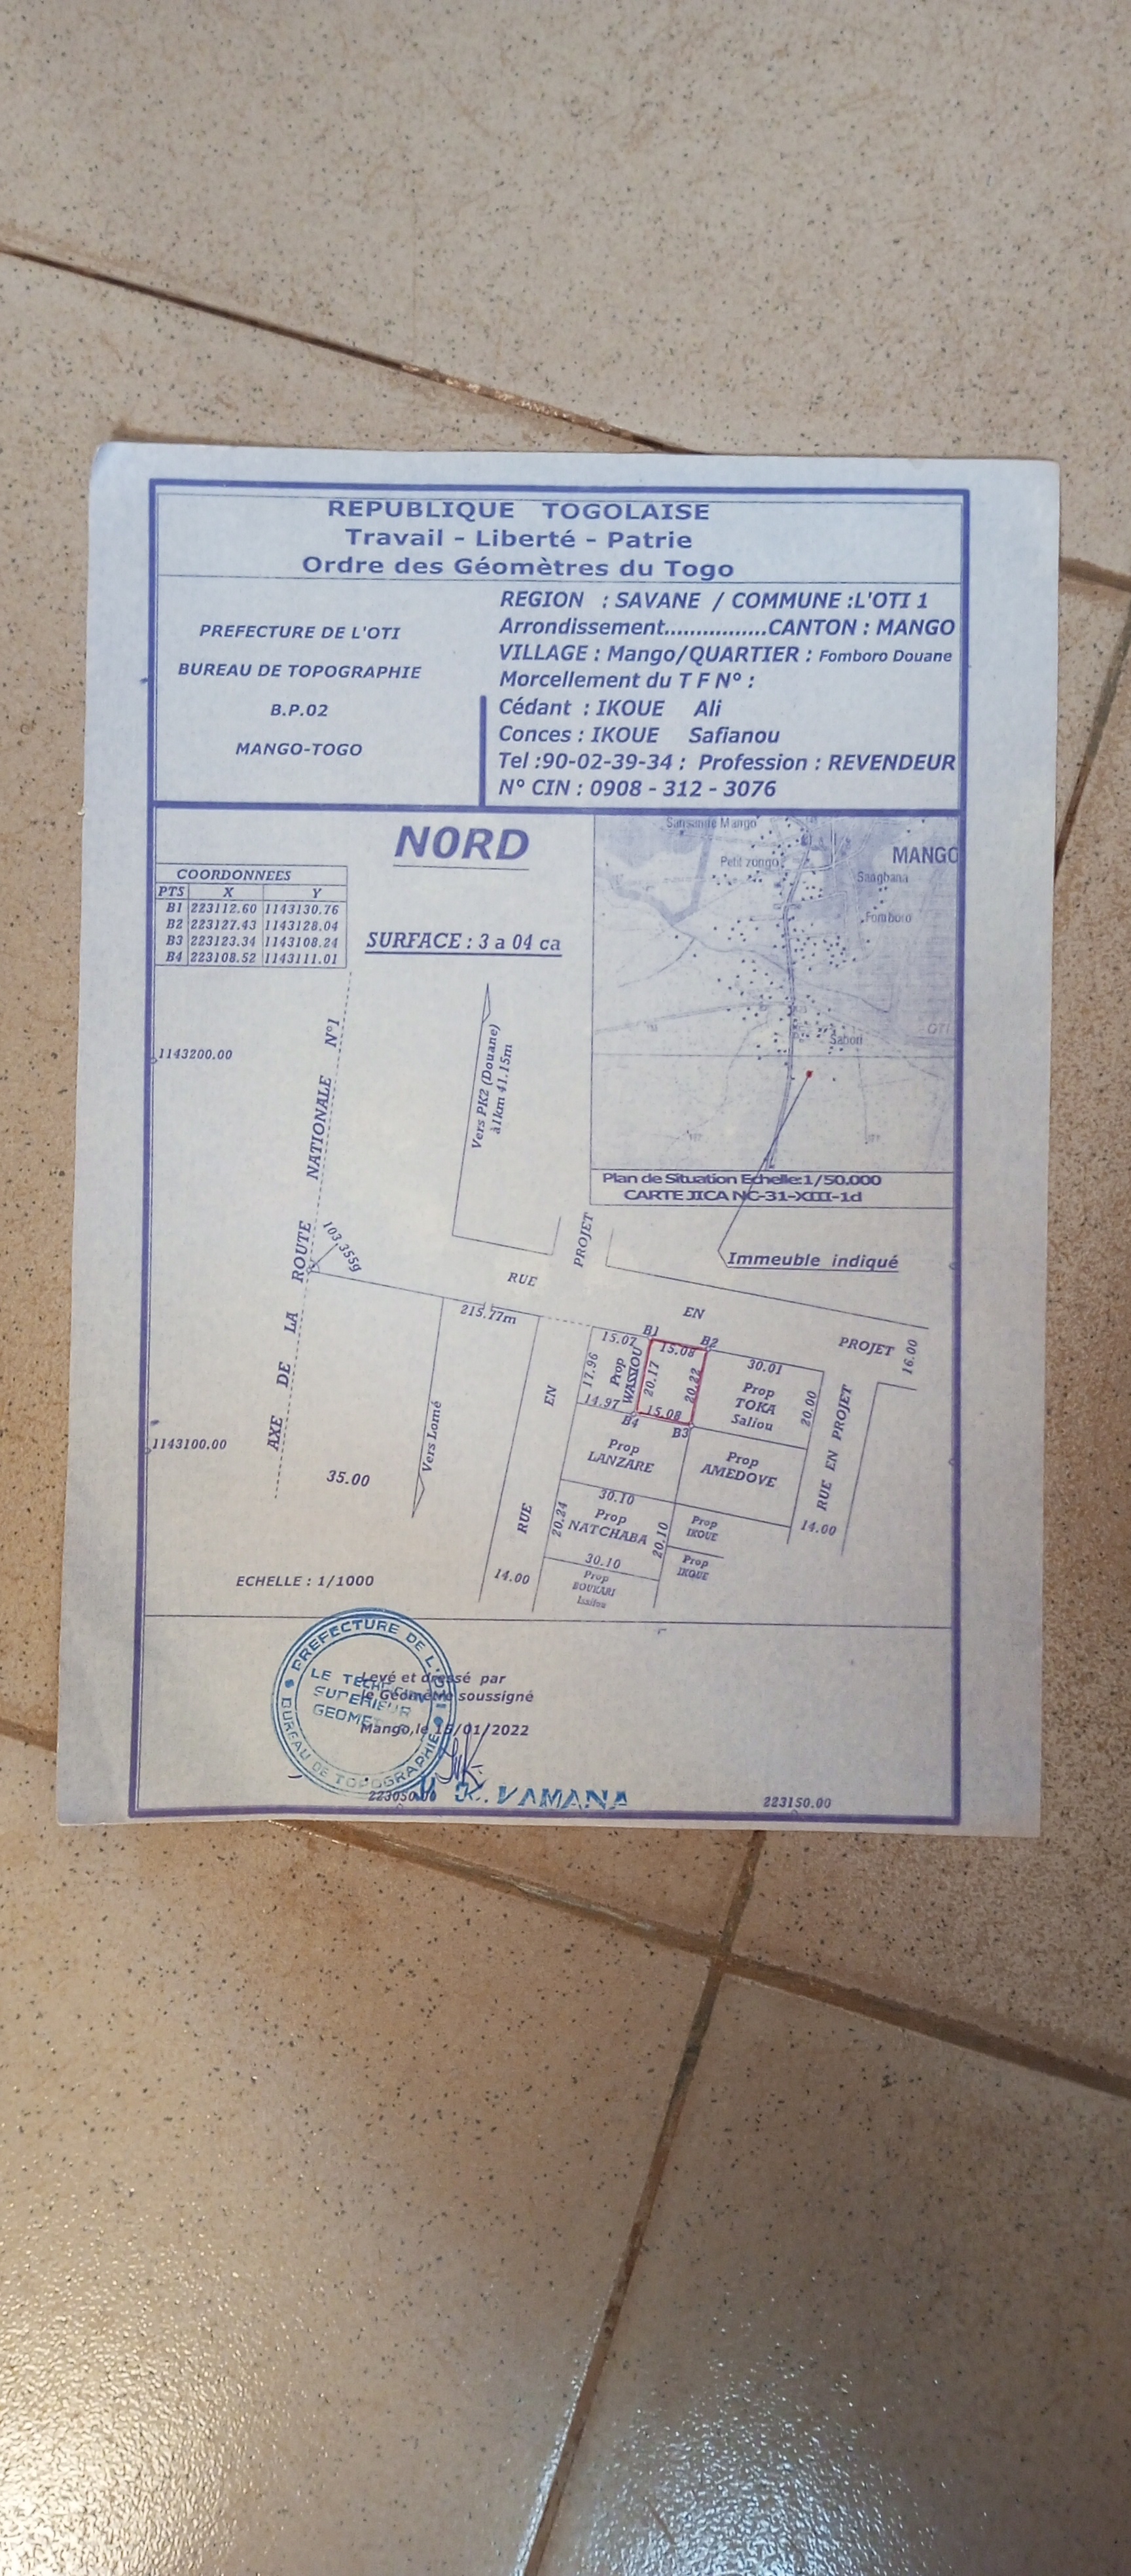 REPUBLIQUE TOGOLAISE
Travail - Liberté - Patrie
Ordre des Géomètres du Togo
PREFECTURE DE L'OTI
BUREAU DE TOPOGRAPHIE
B.P.02
MANGO-TOGO
REGION : SAVANE / COMMUNE :L'OTI 1
Arrondissement................CANTON : MANGO
VILLAGE : Mango/QUARTIER : Fomboro Douane
Morcellement du T F N° :
Cédant : IKOUE Ali
Conces : IKOUE Safianou
Tel :90-02-39-34 : Profession : REVENDEUR
N° CIN : 0908 - 312 - 3076
NORD
COORDONNEES
PTS X Y
B1 223112.60 1143130.76
B2 223127.43 1143128.04
B3 223123.34 1143108.24
B4 223108.52 1143111.01
SURFACE : 3 a 04 ca
Sansanné Mango
MANGO
Petit zongo
Sangbana
Fomboro
OTI
Sabori
Plan de Situation Echelle:1/50.000
CARTE JICA NC-31-XIII-1d
Immeuble indiqué
1143200.00
AXE DE LA ROUTE NATIONALE N°1
Vers PK2 (Douane)
à1km 41.15m
103.355g
RUE EN PROJET
PROJET
215.77m
15.07
B1
15.08
B2
30.01
16.00
17.96
Prop
WASSIOU
20.17
20.22
Prop
TOKA
Saliou
20.00
14.97
B4
15.08
B3
RUE EN PROJET
RUE EN
Vers Lomé
1143100.00
35.00
Prop
LANZARE
Prop
AMEDOVE
30.10
20.24
Prop
NATCHABA
20.10
Prop
IKOUE
14.00
30.10
Prop
IKOUE
14.00
Prop
BOUKARI
Issifou
ECHELLE : 1/1000
PREFECTURE DE L'OTI
LE TECHNICIEN
SUPERIEUR
GEOMETRE
BUREAU DE TOPOGRAPHIE
Levé et dressé par
le Géomètre soussigné
Mango,le 15/01/2022
K. VAMANA
223050.00
223150.00